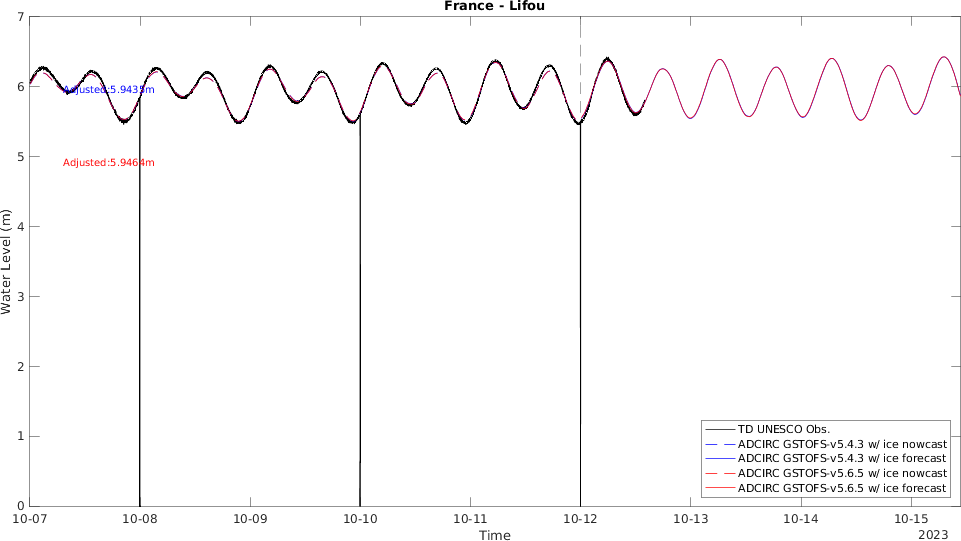 France - Lifou
7
6
5
4
3
2
1
0
Water Level (m)
Adjusted:5.9435m
Adjusted:5.9464m
TD UNESCO Obs.
ADCIRC GSTOFS-v5.4.3 w/ ice nowcast
ADCIRC GSTOFS-v5.4.3 w/ ice forecast
ADCIRC GSTOFS-v5.6.5 w/ ice nowcast
ADCIRC GSTOFS-v5.6.5 w/ ice forecast
10-07 10-08 10-09 10-10 10-11 10-12 10-13 10-14 10-15
Time
2023